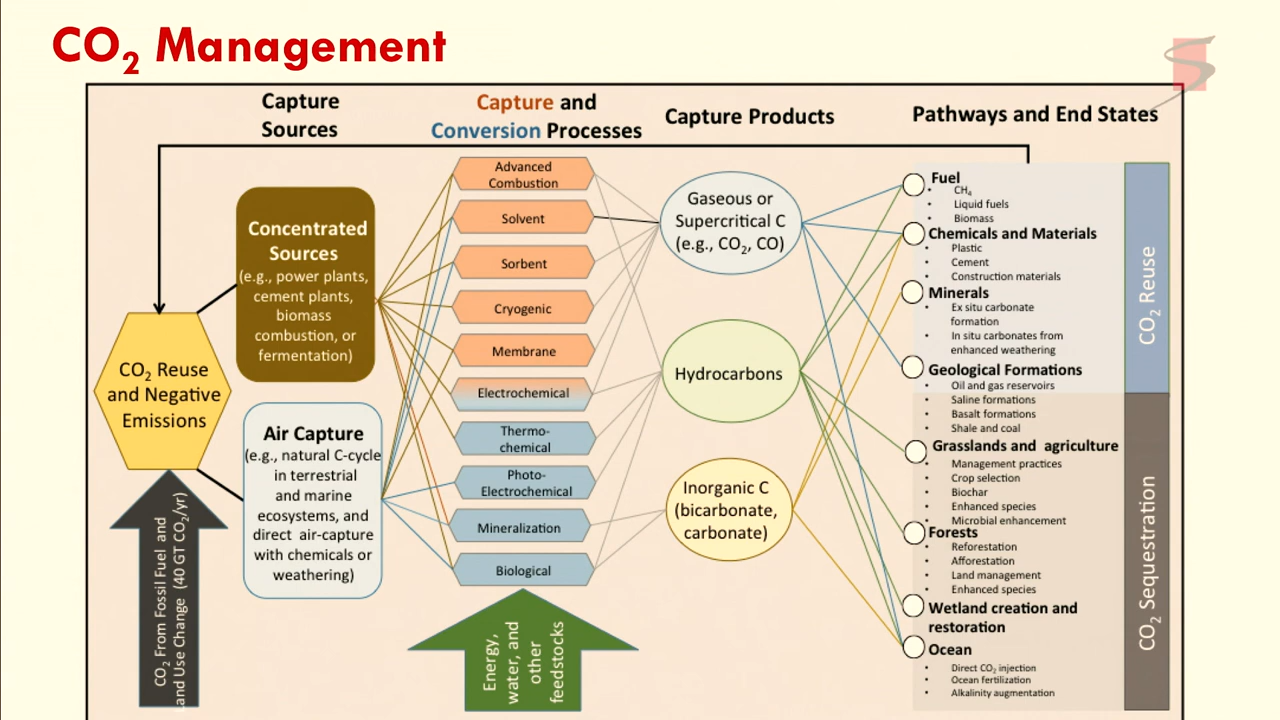 CO₂ Management
Capture
Sources
Capture and
Conversion Processes
Capture Products
Pathways and End States
CO₂ Reuse
and Negative
Emissions
CO₂ From Fossil Fuel and
Land Use Change (40 GT CO₂/yr)
Concentrated
Sources
(e.g., power plants,
cement plants,
biomass
combustion, or
fermentation)
Air Capture
(e.g., natural C-cycle
in terrestrial
and marine
ecosystems, and
direct air-capture
with chemicals or
weathering)
Advanced
Combustion
Solvent
Sorbent
Cryogenic
Membrane
Electrochemical
Thermo-
chemical
Photo-
Electrochemical
Mineralization
Biological
Energy,
water, and
other
feedstocks
Gaseous or
Supercritical C
(e.g., CO₂, CO)
Hydrocarbons
Inorganic C
(bicarbonate,
carbonate)
Fuel
• CH₄
• Liquid fuels
• Biomass
Chemicals and Materials
• Plastic
• Cement
• Construction materials
Minerals
• Ex situ carbonate
formation
• In situ carbonates from
enhanced weathering
Geological Formations
• Oil and gas reservoirs
• Saline formations
• Basalt formations
• Shale and coal
Grasslands and agriculture
• Management practices
• Crop selection
• Biochar
• Enhanced species
• Microbial enhancement
Forests
• Reforestation
• Afforestation
• Land management
• Enhanced species
Wetland creation and
restoration
Ocean
• Direct CO₂ injection
• Ocean fertilization
• Alkalinity augmentation
CO₂ Reuse
CO₂ Sequestration